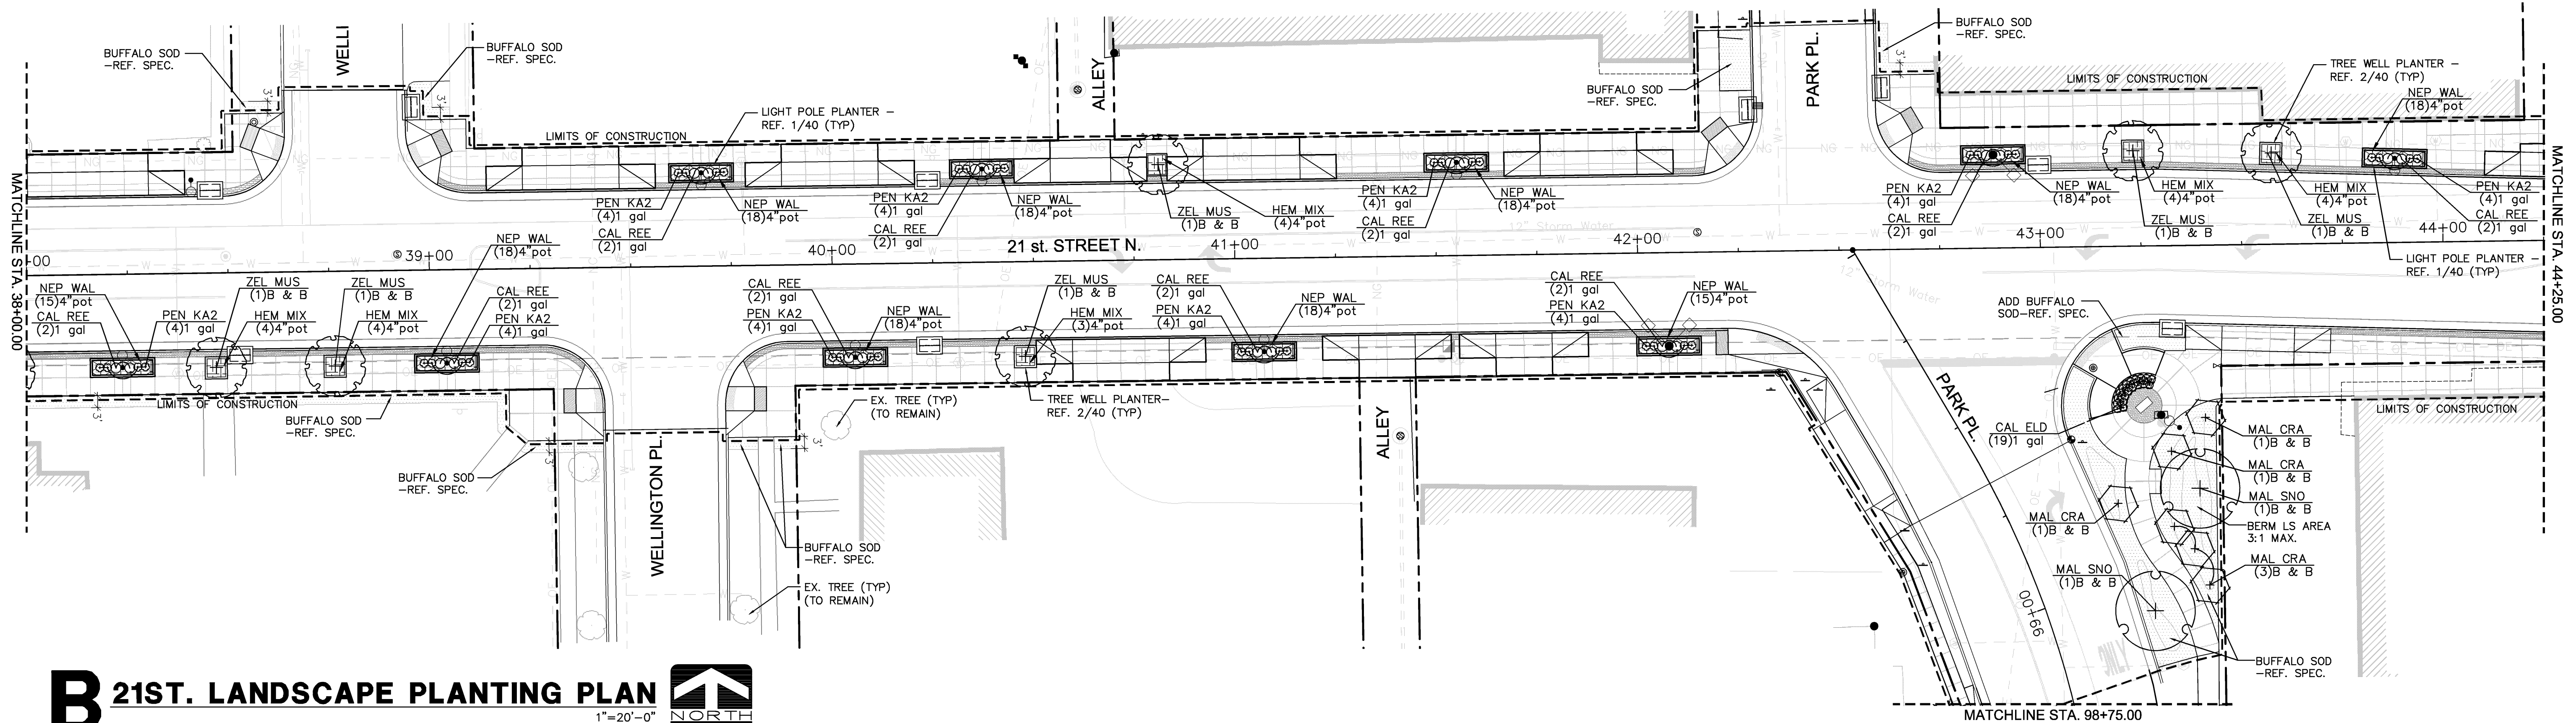 BUFFALO SOD
-REF. SPEC.
WELLI
BUFFALO SOD
-REF. SPEC.
3'
3'
NG
LIMITS OF CONSTRUCTION
LIGHT POLE PLANTER -
REF. 1/40 (TYP)
OE
ALLEY
BUFFALO SOD
-REF. SPEC.
PARK PL.
BUFFALO SOD
-REF. SPEC.
3'
LIMITS OF CONSTRUCTION
TREE WELL PLANTER -
REF. 2/40 (TYP)
NEP WAL
(18)4"pot
MATCHLINE STA. 38+00.00
PEN KA2
(4)1 gal
CAL REE
(2)1 gal
NEP WAL
(18)4"pot
PEN KA2
(4)1 gal
CAL REE
(2)1 gal
NEP WAL
(18)4"pot
ZEL MUS
(1)B & B
HEM MIX
(4)4"pot
PEN KA2
(4)1 gal
CAL REE
(2)1 gal
NEP WAL
(18)4"pot
PEN KA2
(4)1 gal
CAL REE
(2)1 gal
NEP WAL
(18)4"pot
HEM MIX
(4)4"pot
ZEL MUS
(1)B & B
HEM MIX
(4)4"pot
ZEL MUS
(1)B & B
PEN KA2
(4)1 gal
CAL REE
(2)1 gal
LIGHT POLE PLANTER -
REF. 1/40 (TYP)
MATCHLINE STA. 44+25.00
+00
39+00
40+00
21 st. STREET N.
41+00
12" Storm Water
42+00
43+00
44+00
12" Storm Water
NEP WAL
(15)4"pot
CAL REE
(2)1 gal
PEN KA2
(4)1 gal
ZEL MUS
(1)B & B
HEM MIX
(4)4"pot
ZEL MUS
(1)B & B
HEM MIX
(4)4"pot
NEP WAL
(18)4"pot
CAL REE
(2)1 gal
PEN KA2
(4)1 gal
CAL REE
(2)1 gal
PEN KA2
(4)1 gal
NEP WAL
(18)4"pot
ZEL MUS
(1)B & B
HEM MIX
(3)4"pot
CAL REE
(2)1 gal
PEN KA2
(4)1 gal
NEP WAL
(18)4"pot
CAL REE
(2)1 gal
PEN KA2
(4)1 gal
NEP WAL
(15)4"pot
ADD BUFFALO
SOD-REF. SPEC.
LIMITS OF CONSTRUCTION
3'
BUFFALO SOD
-REF. SPEC.
BUFFALO SOD
-REF. SPEC.
3'
WELLINGTON PL.
3'
EX. TREE (TYP)
(TO REMAIN)
TREE WELL PLANTER-
REF. 2/40 (TYP)
BUFFALO SOD
-REF. SPEC.
EX. TREE (TYP)
(TO REMAIN)
ALLEY
PARK PL.
CAL ELD
(19)1 gal
LIMITS OF CONSTRUCTION
MAL CRA
(1)B & B
MAL CRA
(1)B & B
MAL SNO
(1)B & B
BERM LS AREA
3:1 MAX.
MAL CRA
(3)B & B
MAL CRA
(1)B & B
MAL SNO
(1)B & B
99+00
ONLY
BUFFALO SOD
-REF. SPEC.
MATCHLINE STA. 98+75.00
B 21ST. LANDSCAPE PLANTING PLAN
1"=20'-0"
NORTH